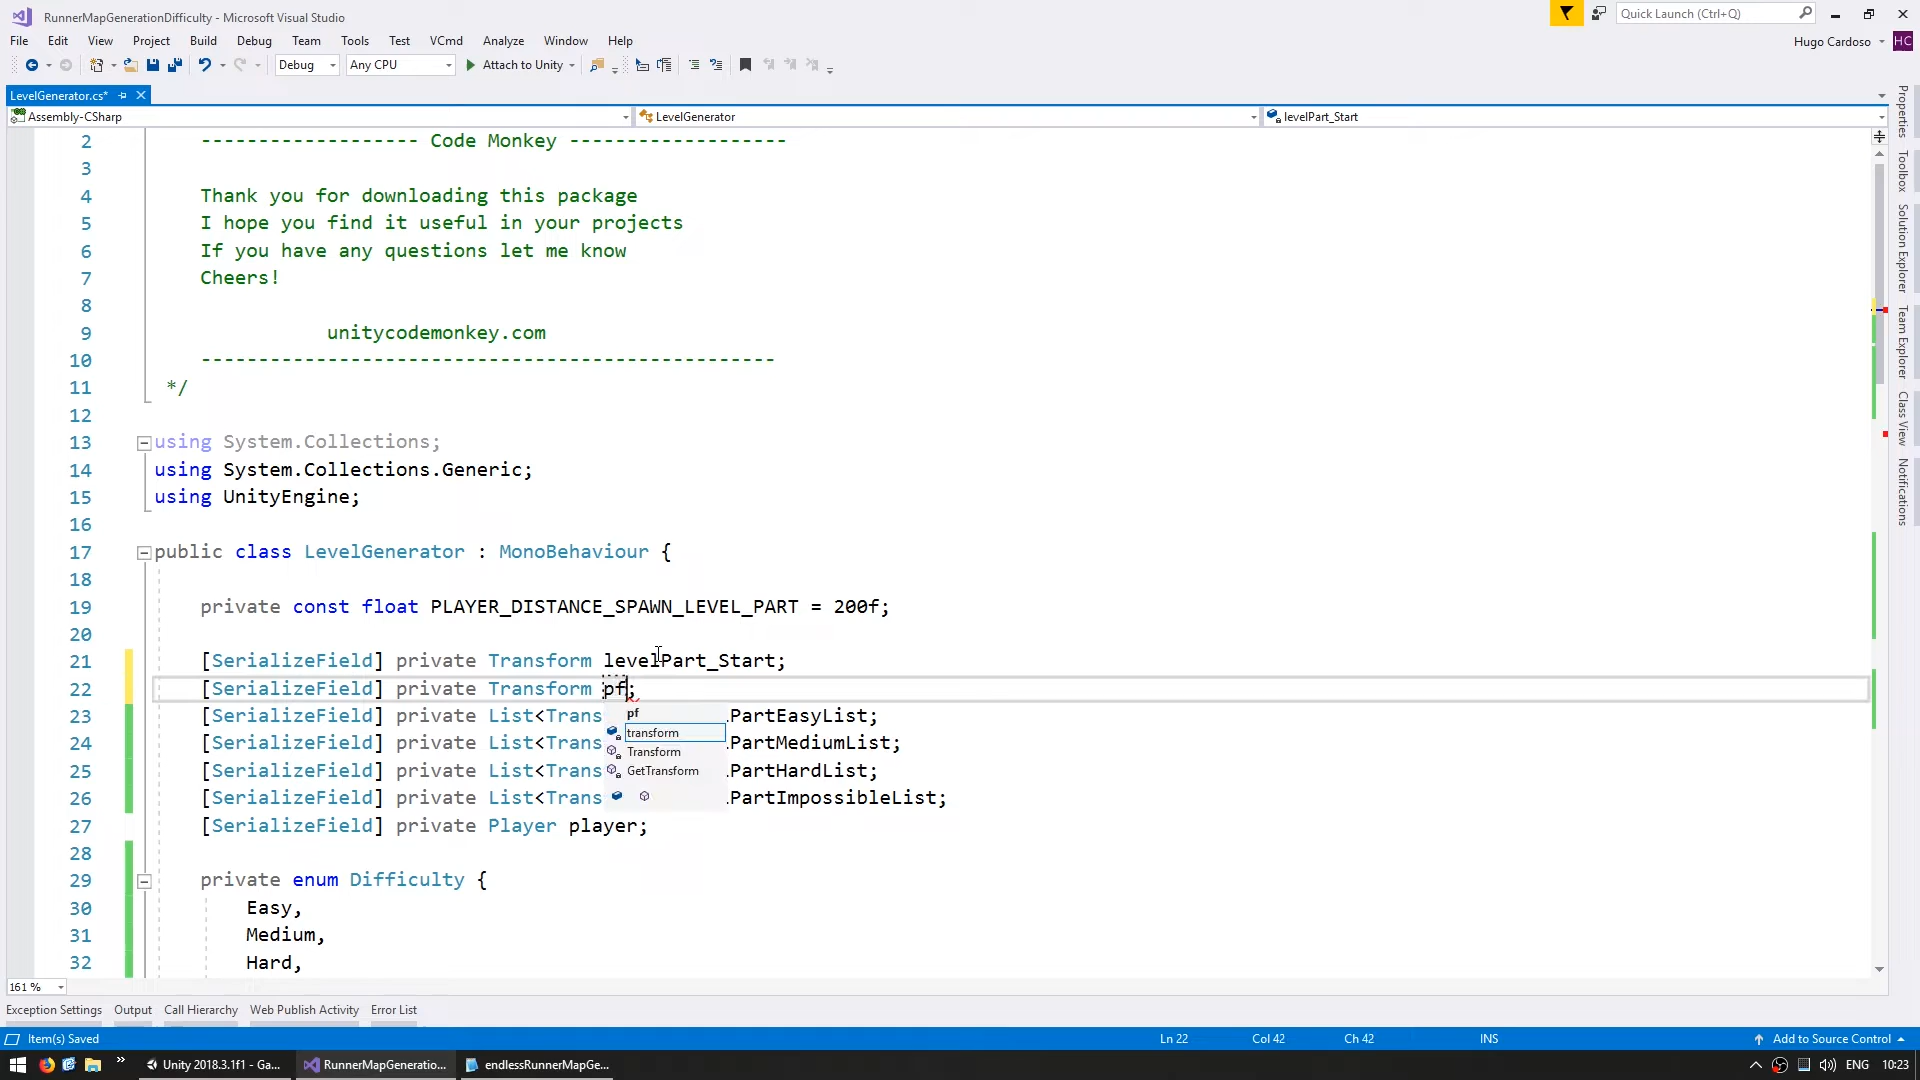 RunnerMapGenerationDifficulty - Microsoft Visual Studio
Quick Launch (Ctrl+Q)
File Edit View Project Build Debug Team Tools Test VCmd Analyze Window Help
Hugo Cardoso HC
Debug Any CPU Attach to Unity
LevelGenerator.cs*
Assembly-CSharp LevelGenerator levelPart_Start
2 ------------------- Code Monkey -------------------
3
4 Thank you for downloading this package
5 I hope you find it useful in your projects
6 If you have any questions let me know
7 Cheers!
8
9 unitycodemonkey.com
10 --------------------------------------------------
11 */
12
13 using System.Collections;
14 using System.Collections.Generic;
15 using UnityEngine;
16
17 public class LevelGenerator : MonoBehaviour {
18
19 private const float PLAYER_DISTANCE_SPAWN_LEVEL_PART = 200f;
20
21 [SerializeField] private Transform levelPart_Start;
22 [SerializeField] private Transform pf;
23 [SerializeField] private List<Trans lPartEasyList;
24 [SerializeField] private List<Trans lPartMediumList;
25 [SerializeField] private List<Trans lPartHardList;
26 [SerializeField] private List<Trans lPartImpossibleList;
27 [SerializeField] private Player player;
28
29 private enum Difficulty {
30 Easy,
31 Medium,
32 Hard,
pf
transform
Transform
GetTransform
Properties
Toolbox
Solution Explorer
Team Explorer
Class View
Notifications
161 %
Exception Settings Output Call Hierarchy Web Publish Activity Error List
Item(s) Saved Ln 22 Col 42 Ch 42 INS Add to Source Control
Unity 2018.3.1f1 - Ga... RunnerMapGeneratio... endlessRunnerMapGe... ENG 10:23